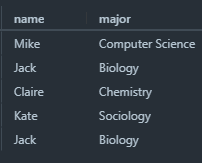 name major
Mike Computer Science
Jack Biology
Claire Chemistry
Kate Sociology
Jack Biology